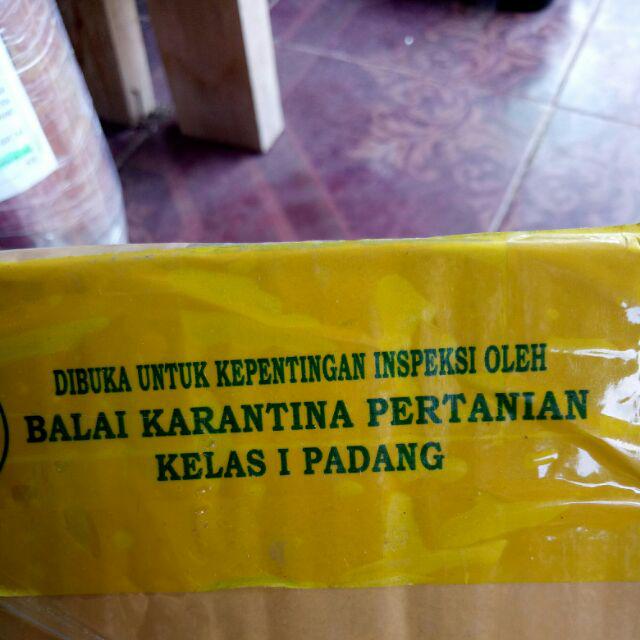 DIBUKA UNTUK KEPENTINGAN INSPEKSI OLEH
BALAI KARANTINA PERTANIAN
KELAS I PADANG